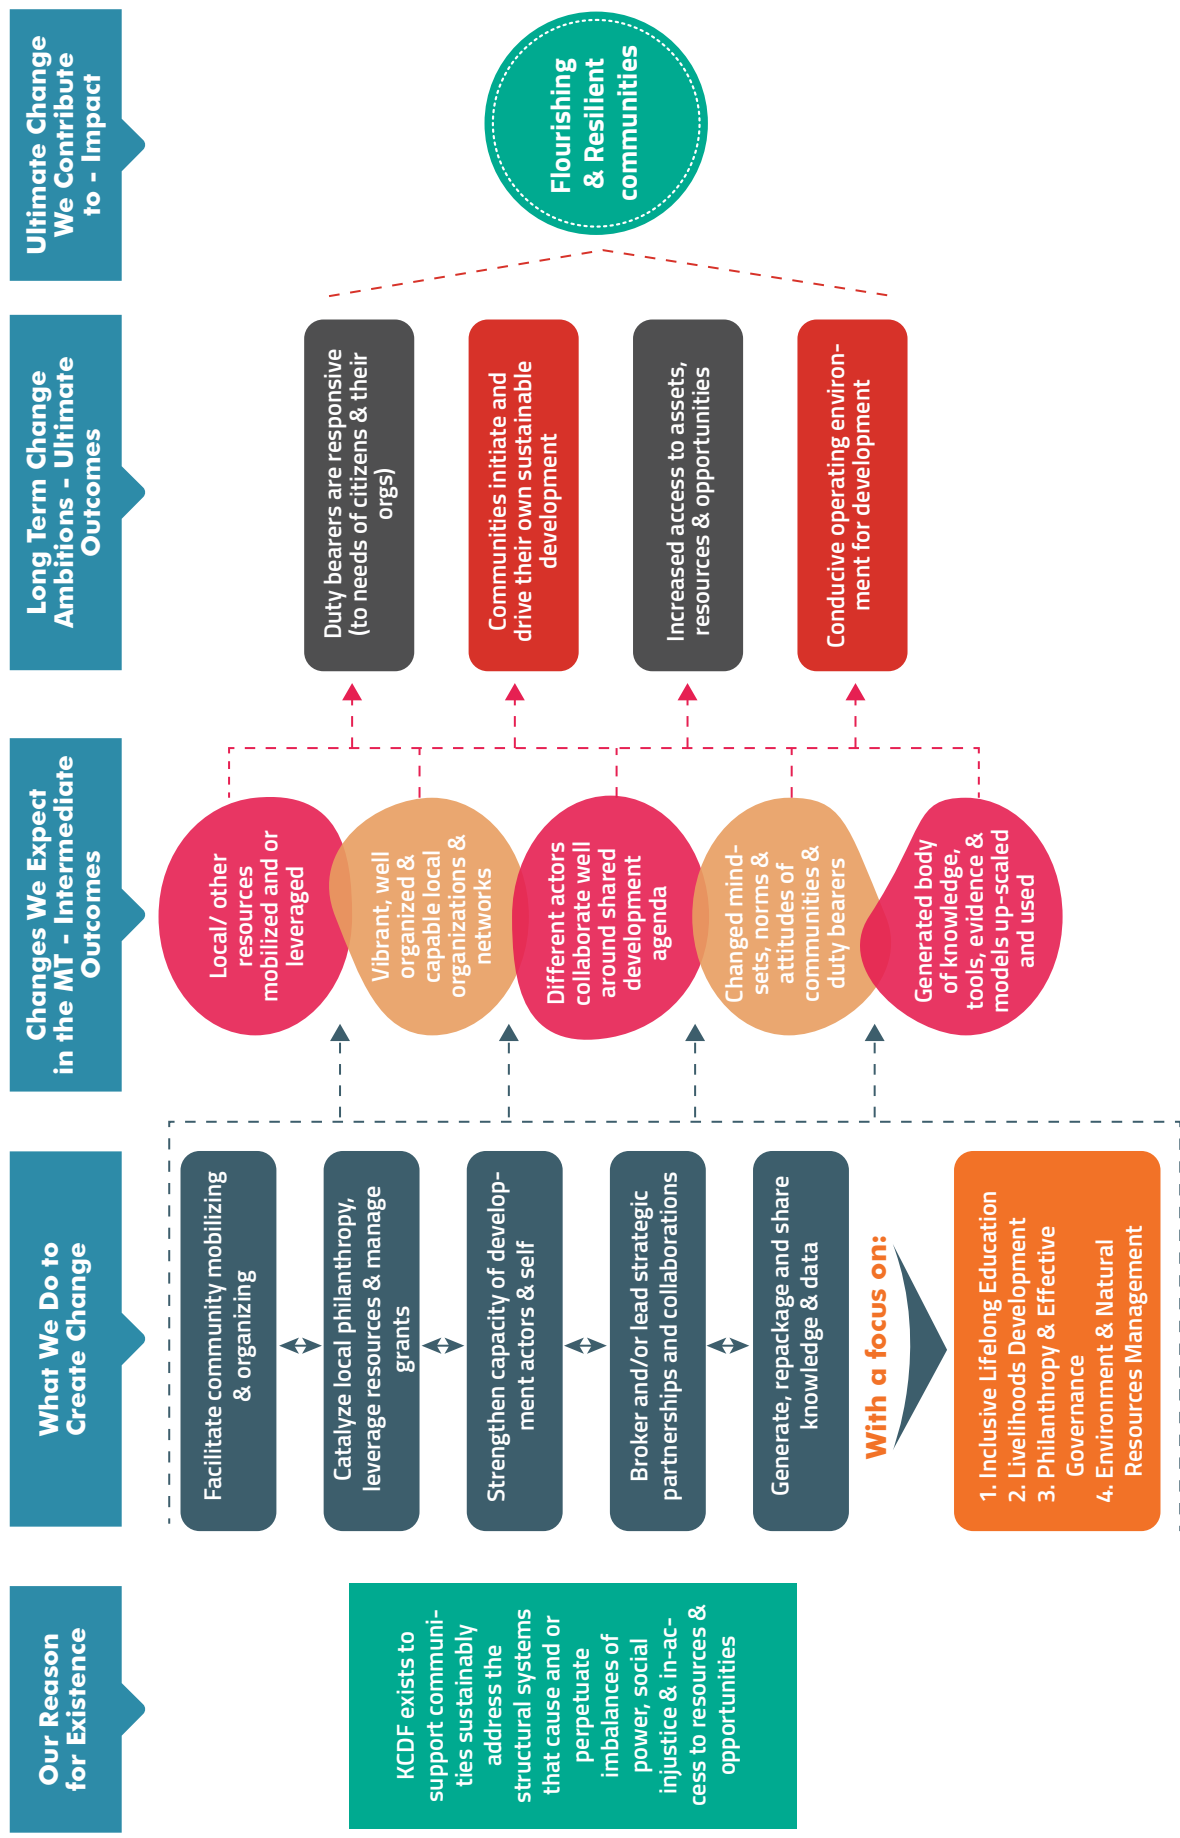 Our Reason
for Existence
KCDF exists to
support communi-
ties sustainably
address the
structural systems
that cause and or
perpetuate
imbalances of
power, social
injustice & in-ac-
cess to resources &
opportunities
What We Do to
Create Change
Facilitate community mobilizing
& organizing
Catalyze local philanthropy,
leverage resources & manage
grants
Strengthen capacity of develop-
ment actors & self
Broker and/or lead strategic
partnerships and collaborations
Generate, repackage and share
knowledge & data
With a focus on:
1. Inclusive Lifelong Education
2. Livelihoods Development
3. Philanthropy & Effective
Governance
4. Environment & Natural
Resources Management
Changes We Expect
in the MT - Intermediate
Outcomes
Local/ other
resources
mobilized and or
leveraged
Vibrant, well
organized &
capable local
organizations &
networks
Different actors
collaborate well
around shared
development
agenda
Changed mind-
sets, norms &
attitudes of
communities &
duty bearers
Generated body
of knowledge,
tools, evidence &
models up-scaled
and used
Long Term Change
Ambitions - Ultimate
Outcomes
Duty bearers are responsive
(to needs of citizens & their
orgs)
Communities initiate and
drive their own sustainable
development
Increased access to assets,
resources & opportunities
Conducive operating environ-
ment for development
Ultimate Change
We Contribute
to - Impact
Flourishing
& Resilient
communities